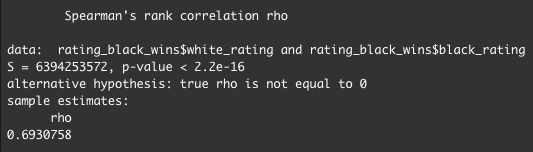 Spearman's rank correlation rho
data:  rating_black_wins$white_rating and rating_black_wins$black_rating
S = 6394253572, p-value < 2.2e-16
alternative hypothesis: true rho is not equal to 0
sample estimates:
rho
0.6930758